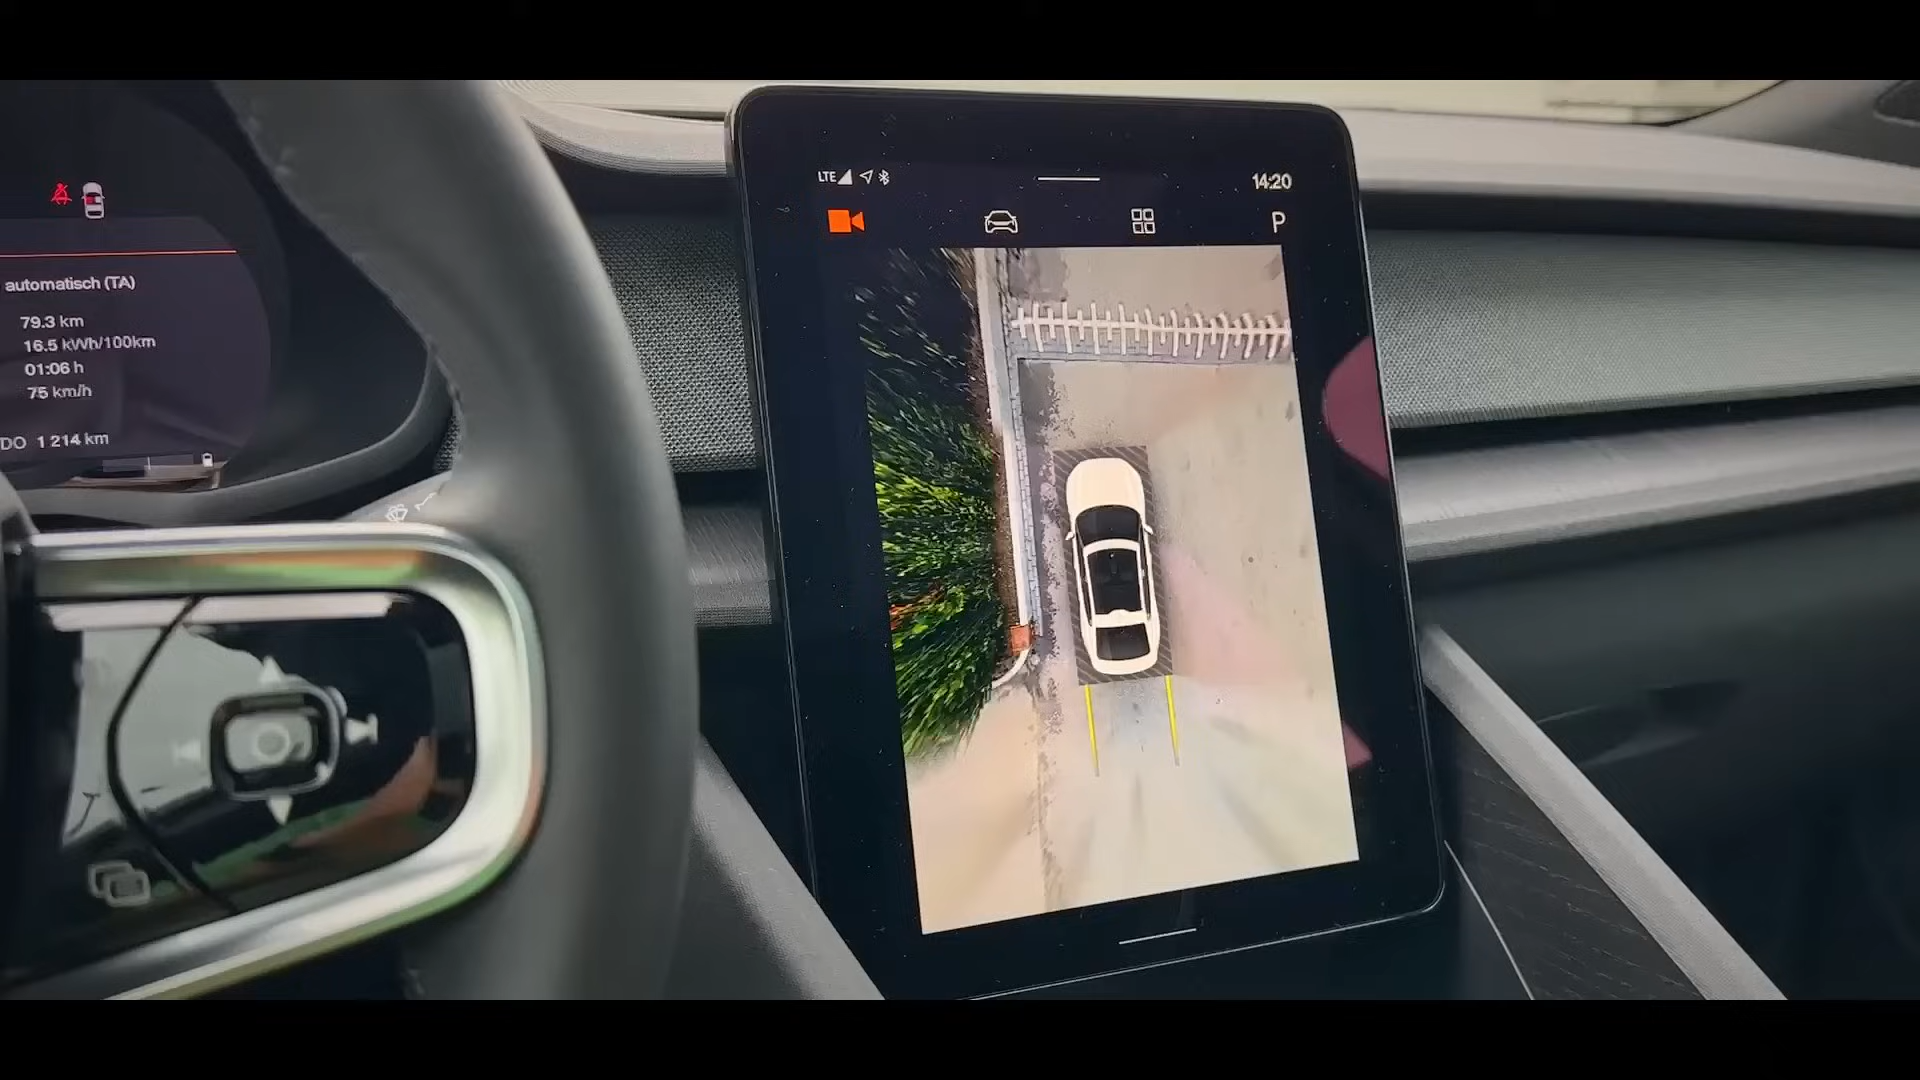 automatisch (TA)
79.3 km
16.5 kWh/100km
01:06 h
75 km/h
DO 1 214 km
LTE
14:20
P